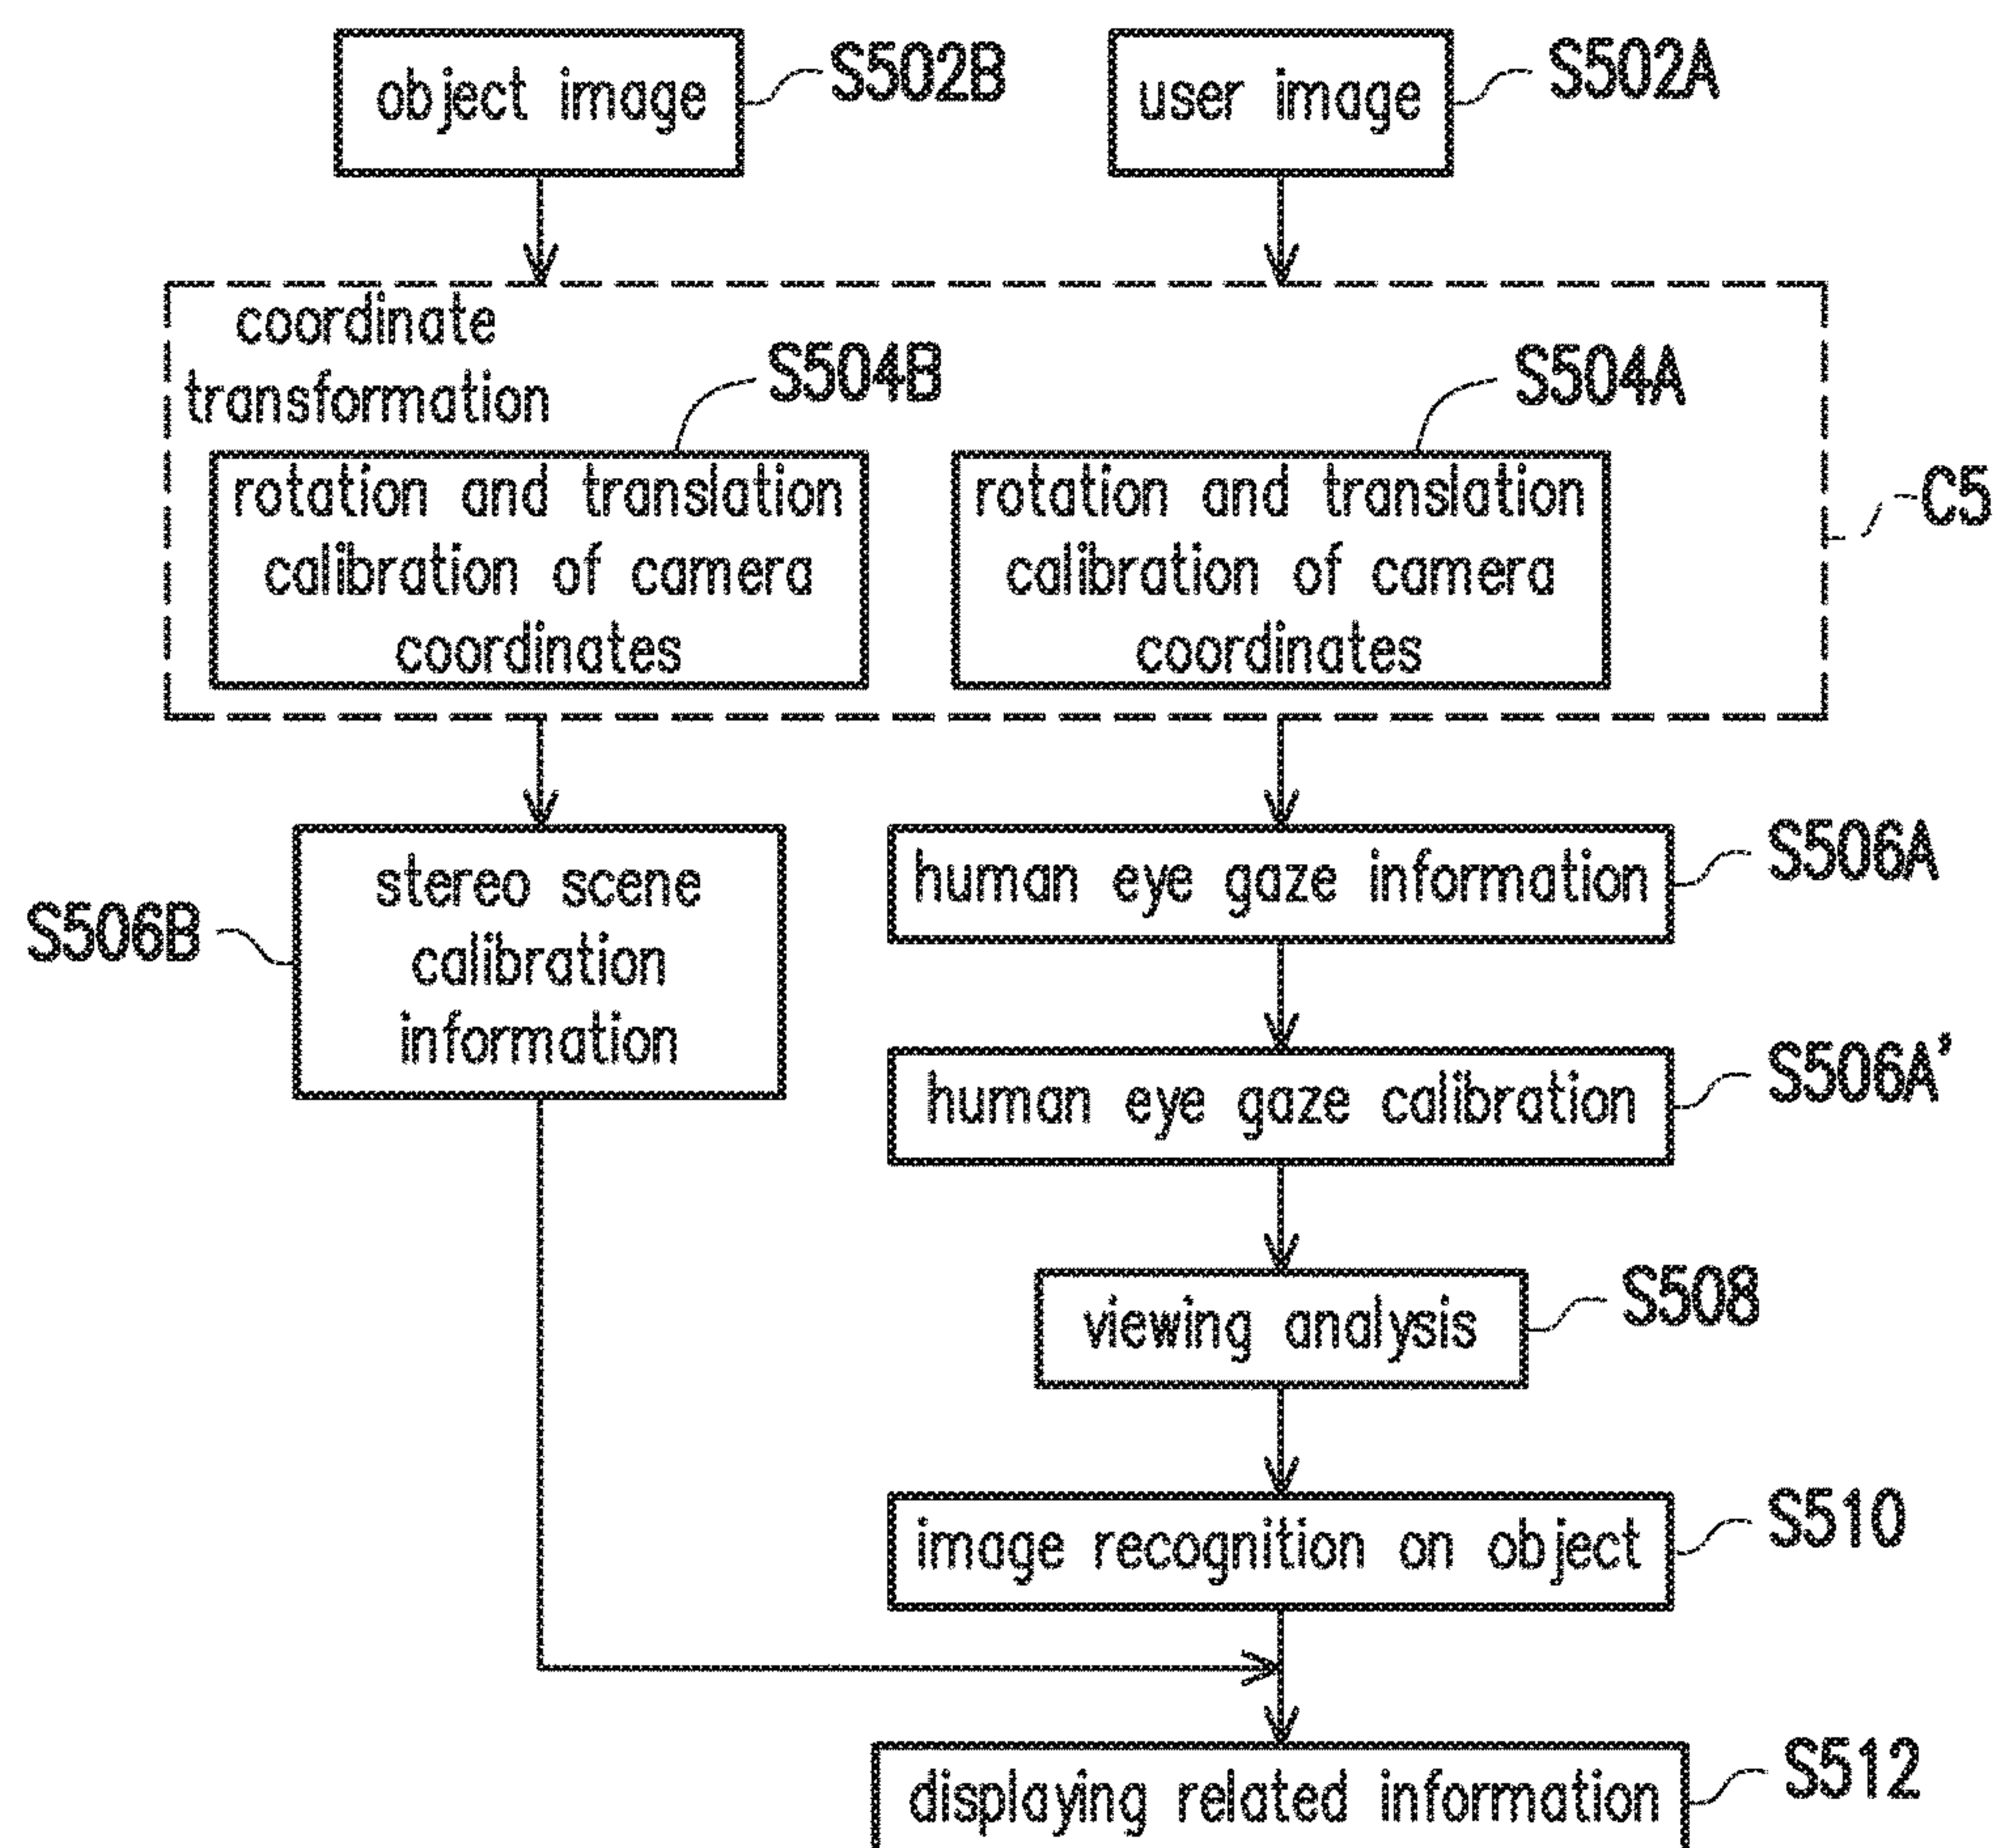 object image
S502B
user image
S502A
coordinate
transformation
S504B
S504A
rotation and translation
calibration of camera
coordinates
rotation and translation
calibration of camera
coordinates
C5
stereo scene
calibration
information
S506B
human eye gaze information
S506A
human eye gaze calibration
S506A'
viewing analysis
S508
image recognition on object
S510
displaying related information
S512